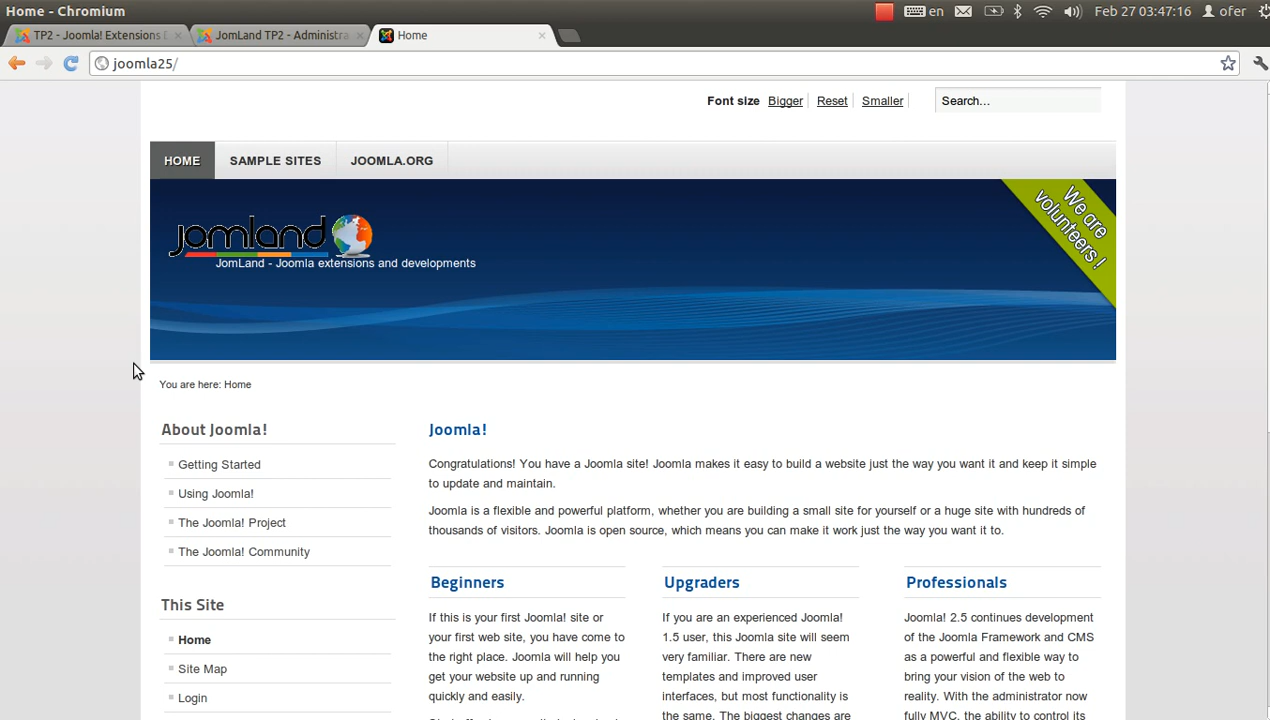 Home - Chromium
en
Feb 27 03:47:16
ofer
TP2 - Joomla! Extensions
JomLand TP2 - Administra
Home
joomla25/
Font size Bigger Reset Smaller
Search...
HOME SAMPLE SITES JOOMLA.ORG
jomland
JomLand - Joomla extensions and developments
We are
volunteers!
You are here: Home
About Joomla!
Getting Started
Using Joomla!
The Joomla! Project
The Joomla! Community
This Site
Home
Site Map
Login
Joomla!
Congratulations! You have a Joomla site! Joomla makes it easy to build a website just the way you want it and keep it simple
to update and maintain.
Joomla is a flexible and powerful platform, whether you are building a small site for yourself or a huge site with hundreds of
thousands of visitors. Joomla is open source, which means you can make it work just the way you want it to.
Beginners
If this is your first Joomla! site or
your first web site, you have come to
the right place. Joomla will help you
get your website up and running
quickly and easily.
Upgraders
If you are an experienced Joomla!
1.5 user, this Joomla site will seem
very familiar. There are new
templates and improved user
interfaces, but most functionality is
the same. The biggest changes are
Professionals
Joomla! 2.5 continues development
of the Joomla Framework and CMS
as a powerful and flexible way to
bring your vision of the web to
reality. With the administrator now
fully MVC, the ability to control its